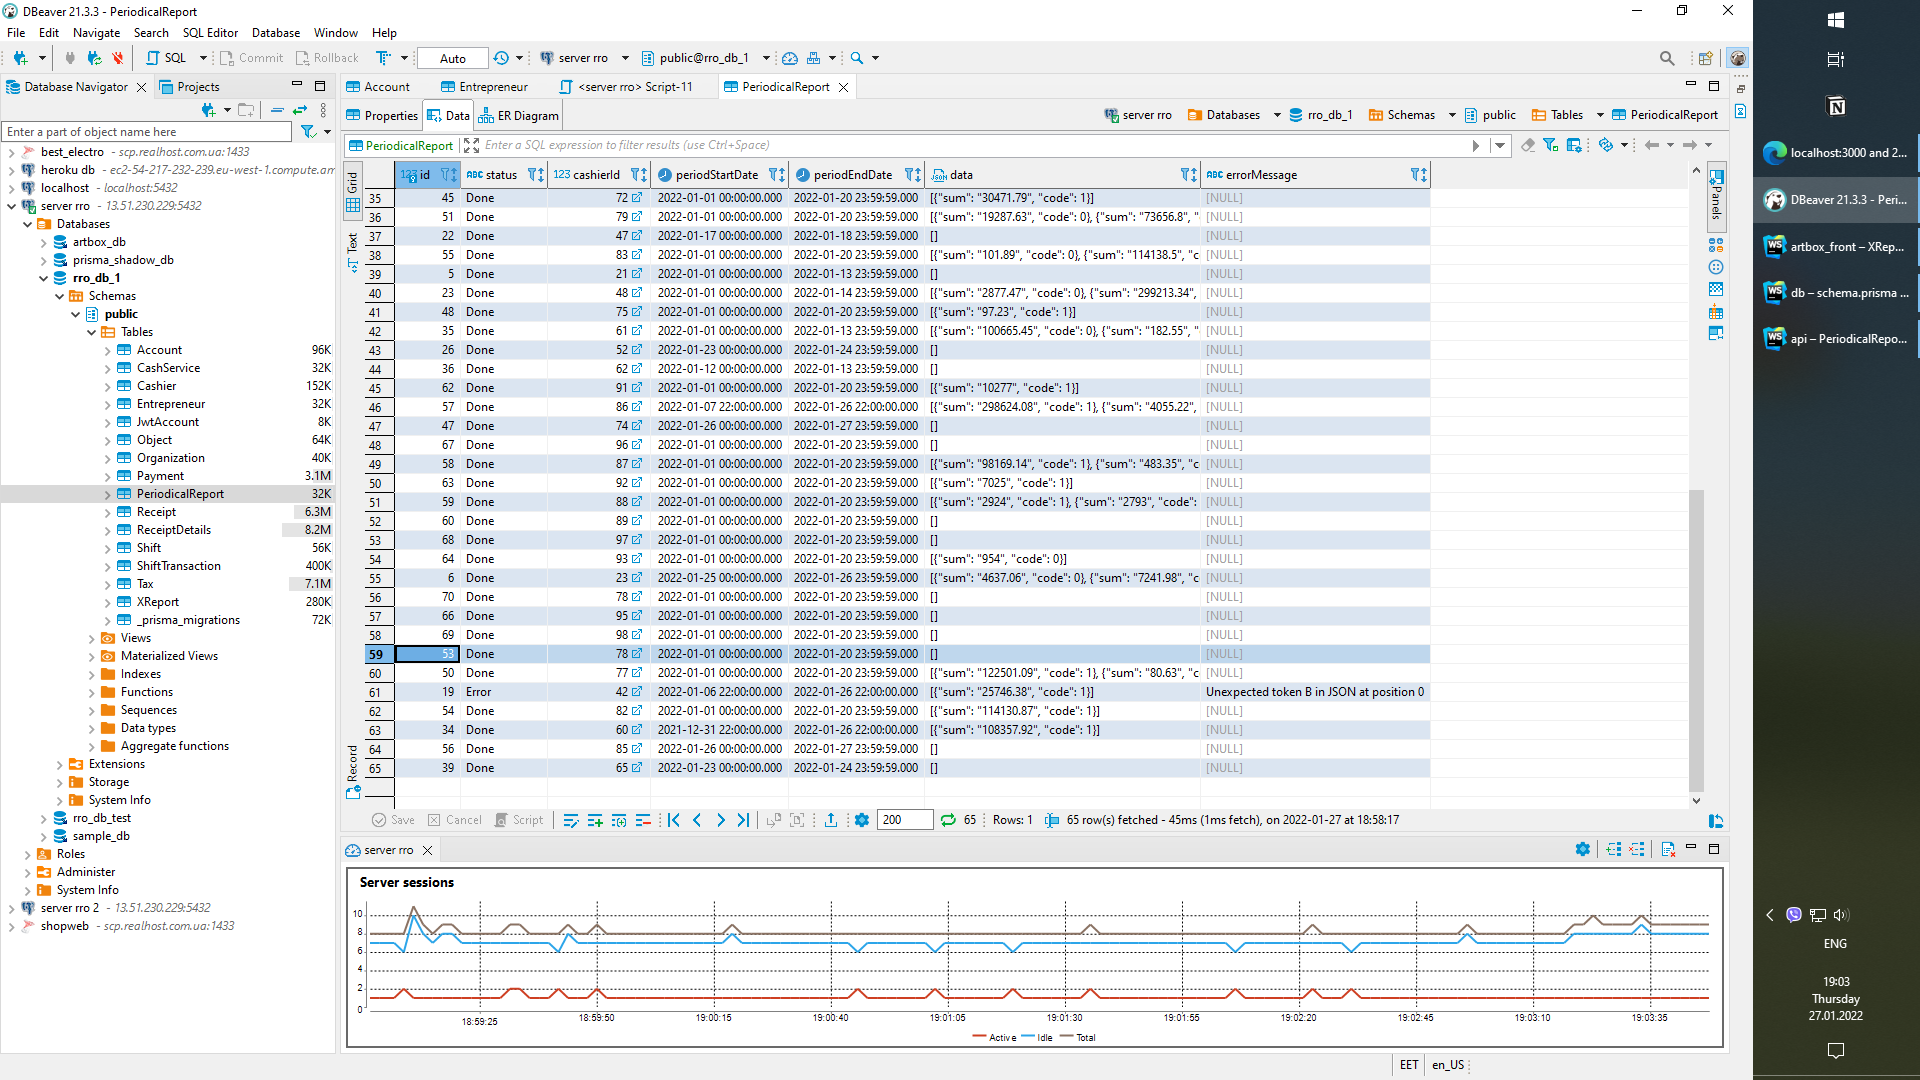 DBeaver 21.3.3 - PeriodicalReport
File Edit Navigate Search SQL Editor Database Window Help
SQL Commit Rollback Auto server rro public@rro_db_1
Database Navigator Projects
Account Entrepreneur <server rro> Script-11 PeriodicalReport
Properties Data ER Diagram
server rro Databases rro_db_1 Schemas public Tables PeriodicalReport
Enter a part of object name here
PeriodicalReport Enter a SQL expression to filter results (use Ctrl+Space)
best_electro - scp.realhost.com.ua:1433
heroku db - ec2-54-217-232-239.eu-west-1.compute.am
localhost - localhost:5432
server rro - 13.51.230.229:5432
Databases
artbox_db
prisma_shadow_db
rro_db_1
Schemas
public
Tables
Account 96K
CashService 32K
Cashier 152K
Entrepreneur 32K
JwtAccount 8K
Object 64K
Organization 40K
Payment 3.1M
PeriodicalReport 32K
Receipt 6.3M
ReceiptDetails 8.2M
Shift 56K
ShiftTransaction 400K
Tax 7.1M
XReport 280K
_prisma_migrations 72K
Views
Materialized Views
Indexes
Functions
Sequences
Data types
Aggregate functions
Extensions
Storage
System Info
rro_db_test
sample_db
Roles
Administer
System Info
server rro 2 - 13.51.230.229:5432
shopweb - scp.realhost.com.ua:1433
Grid
Text
Record
Panels
123 id ABC status 123 cashierId periodStartDate periodEndDate JSON data ABC errorMessage
35 45 Done 72 2022-01-01 00:00:00.000 2022-01-20 23:59:59.000 [{"sum": "30471.79", "code": 1}] [NULL]
36 51 Done 79 2022-01-01 00:00:00.000 2022-01-20 23:59:59.000 [{"sum": "19287.63", "code": 0}, {"sum": "73656.8", " [NULL]
37 22 Done 47 2022-01-17 00:00:00.000 2022-01-18 23:59:59.000 [] [NULL]
38 55 Done 83 2022-01-01 00:00:00.000 2022-01-20 23:59:59.000 [{"sum": "101.89", "code": 0}, {"sum": "114138.5", "c [NULL]
39 5 Done 21 2022-01-01 00:00:00.000 2022-01-13 23:59:59.000 [] [NULL]
40 23 Done 48 2022-01-01 00:00:00.000 2022-01-14 23:59:59.000 [{"sum": "2877.47", "code": 0}, {"sum": "299213.34", [NULL]
41 48 Done 75 2022-01-01 00:00:00.000 2022-01-20 23:59:59.000 [{"sum": "97.23", "code": 1}] [NULL]
42 35 Done 61 2022-01-01 00:00:00.000 2022-01-13 23:59:59.000 [{"sum": "100665.45", "code": 0}, {"sum": "182.55", " [NULL]
43 26 Done 52 2022-01-23 00:00:00.000 2022-01-24 23:59:59.000 [] [NULL]
44 36 Done 62 2022-01-12 00:00:00.000 2022-01-13 23:59:59.000 [] [NULL]
45 62 Done 91 2022-01-01 00:00:00.000 2022-01-20 23:59:59.000 [{"sum": "10277", "code": 1}] [NULL]
46 57 Done 86 2022-01-07 22:00:00.000 2022-01-26 22:00:00.000 [{"sum": "298624.08", "code": 1}, {"sum": "4055.22", [NULL]
47 47 Done 74 2022-01-26 00:00:00.000 2022-01-27 23:59:59.000 [] [NULL]
48 67 Done 96 2022-01-01 00:00:00.000 2022-01-20 23:59:59.000 [] [NULL]
49 58 Done 87 2022-01-01 00:00:00.000 2022-01-20 23:59:59.000 [{"sum": "98169.14", "code": 1}, {"sum": "483.35", "c [NULL]
50 63 Done 92 2022-01-01 00:00:00.000 2022-01-20 23:59:59.000 [{"sum": "7025", "code": 1}] [NULL]
51 59 Done 88 2022-01-01 00:00:00.000 2022-01-20 23:59:59.000 [{"sum": "2924", "code": 1}, {"sum": "2793", "code": [NULL]
52 60 Done 89 2022-01-01 00:00:00.000 2022-01-20 23:59:59.000 [] [NULL]
53 68 Done 97 2022-01-01 00:00:00.000 2022-01-20 23:59:59.000 [] [NULL]
54 64 Done 93 2022-01-01 00:00:00.000 2022-01-20 23:59:59.000 [{"sum": "954", "code": 0}] [NULL]
55 6 Done 23 2022-01-25 00:00:00.000 2022-01-26 23:59:59.000 [{"sum": "4637.06", "code": 0}, {"sum": "7241.98", "c [NULL]
56 70 Done 78 2022-01-01 00:00:00.000 2022-01-20 23:59:59.000 [] [NULL]
57 66 Done 95 2022-01-01 00:00:00.000 2022-01-20 23:59:59.000 [] [NULL]
58 69 Done 98 2022-01-01 00:00:00.000 2022-01-20 23:59:59.000 [] [NULL]
59 53 Done 78 2022-01-01 00:00:00.000 2022-01-20 23:59:59.000 [] [NULL]
60 50 Done 77 2022-01-01 00:00:00.000 2022-01-20 23:59:59.000 [{"sum": "122501.09", "code": 1}, {"sum": "80.63", "c [NULL]
61 19 Error 42 2022-01-06 22:00:00.000 2022-01-26 22:00:00.000 [{"sum": "25746.38", "code": 1}] Unexpected token B in JSON at position 0
62 54 Done 82 2022-01-01 00:00:00.000 2022-01-20 23:59:59.000 [{"sum": "114130.87", "code": 1}] [NULL]
63 34 Done 60 2021-12-31 22:00:00.000 2022-01-26 22:00:00.000 [{"sum": "108357.92", "code": 1}] [NULL]
64 56 Done 85 2022-01-26 00:00:00.000 2022-01-27 23:59:59.000 [] [NULL]
65 39 Done 65 2022-01-23 00:00:00.000 2022-01-24 23:59:59.000 [] [NULL]
Save Cancel Script 200 65 Rows: 1 65 row(s) fetched - 45ms (1ms fetch), on 2022-01-27 at 18:58:17
server rro
Server sessions
10
8
6
4
2
0
18:59:25 18:59:50 19:00:15 19:00:40 19:01:05 19:01:30 19:01:55 19:02:20 19:02:45 19:03:10 19:03:35
Active Idle Total
EET en_US
localhost:3000 and 2...
DBeaver 21.3.3 - Peri...
artbox_front – XRep...
db – schema.prisma ...
api – PeriodicalRepo...
ENG
19:03
Thursday
27.01.2022